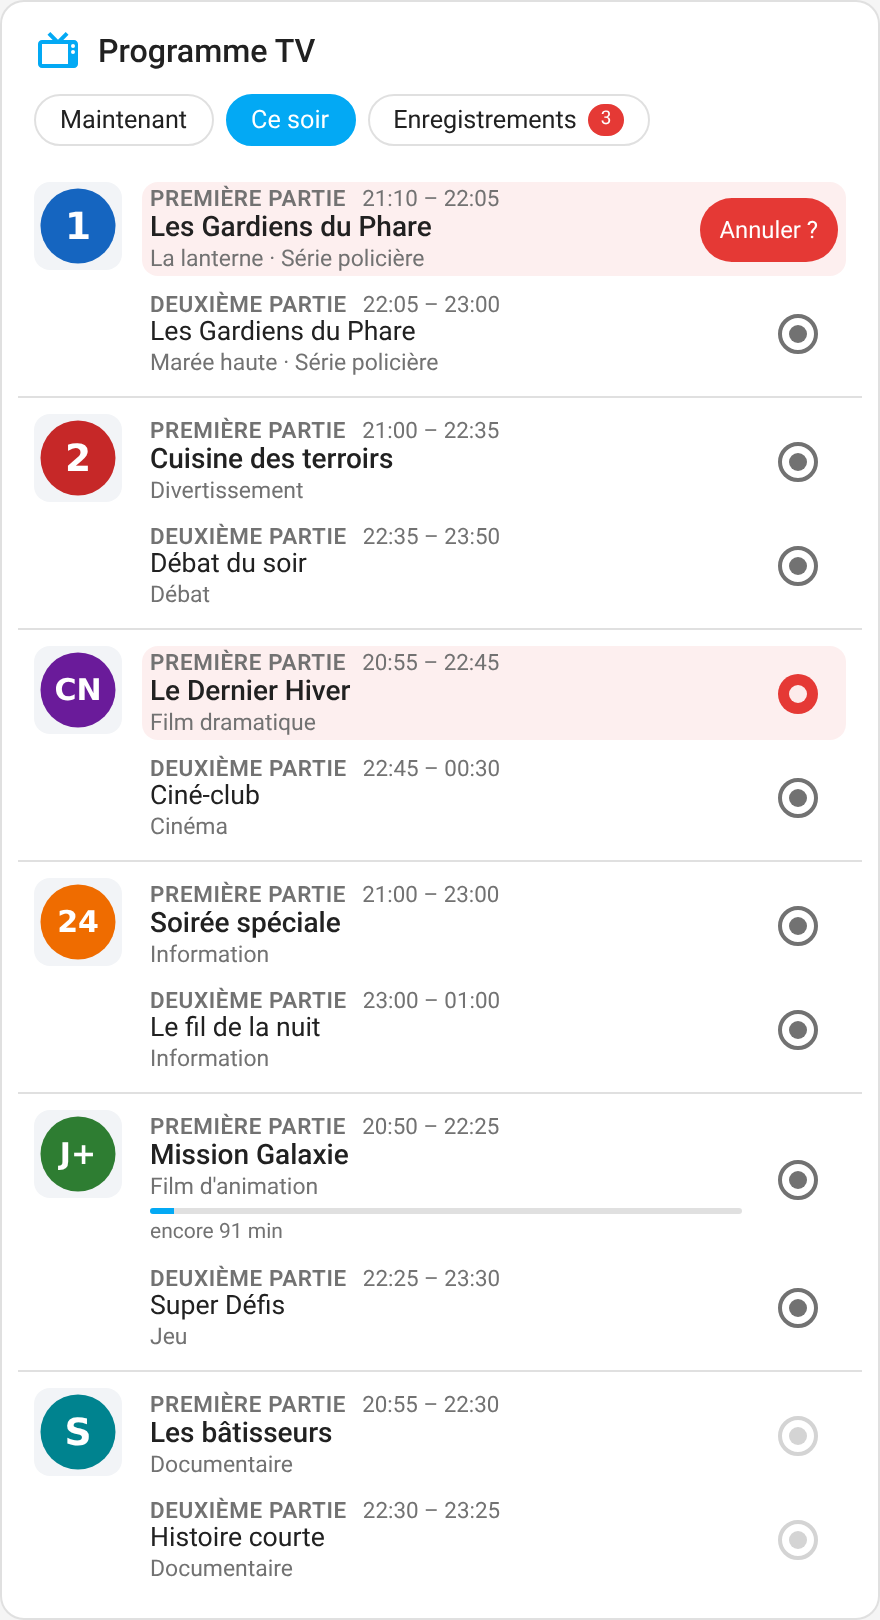 Programme TV
Maintenant
Ce soir
Enregistrements 3
1
PREMIÈRE PARTIE 21:10 – 22:05
Les Gardiens du Phare
La lanterne · Série policière
Annuler ?
DEUXIÈME PARTIE 22:05 – 23:00
Les Gardiens du Phare
Marée haute · Série policière
2
PREMIÈRE PARTIE 21:00 – 22:35
Cuisine des terroirs
Divertissement
DEUXIÈME PARTIE 22:35 – 23:50
Débat du soir
Débat
CN
PREMIÈRE PARTIE 20:55 – 22:45
Le Dernier Hiver
Film dramatique
DEUXIÈME PARTIE 22:45 – 00:30
Ciné-club
Cinéma
24
PREMIÈRE PARTIE 21:00 – 23:00
Soirée spéciale
Information
DEUXIÈME PARTIE 23:00 – 01:00
Le fil de la nuit
Information
J+
PREMIÈRE PARTIE 20:50 – 22:25
Mission Galaxie
Film d'animation
encore 91 min
DEUXIÈME PARTIE 22:25 – 23:30
Super Défis
Jeu
S
PREMIÈRE PARTIE 20:55 – 22:30
Les bâtisseurs
Documentaire
DEUXIÈME PARTIE 22:30 – 23:25
Histoire courte
Documentaire